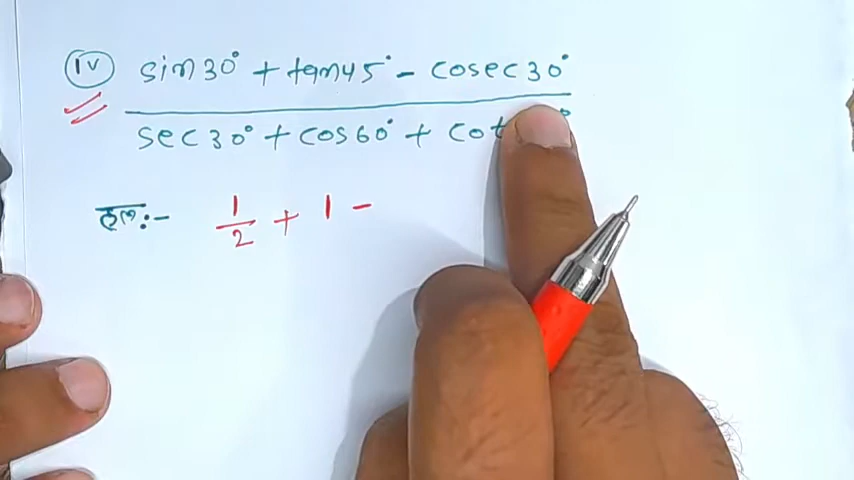 (IV) sin30° + tan45° - cosec30°
sec30° + cos60° + cot
हल:- 1/2 + 1 -